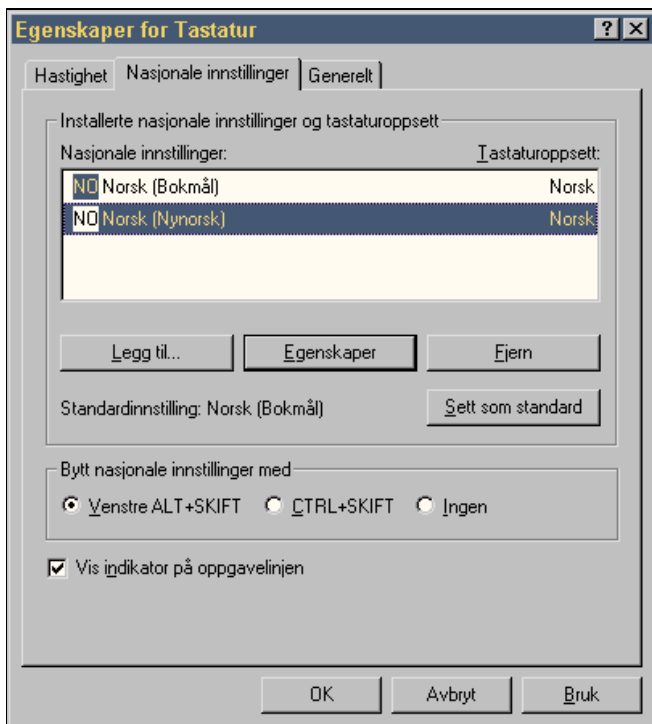 Egenskaper for Tastatur
Hastighet Nasjonale innstillinger Generelt
Installerte nasjonale innstillinger og tastaturoppsett
Nasjonale innstillinger: Tastaturoppsett:
NO Norsk (Bokmål) Norsk
NO Norsk (Nynorsk) Norsk
Legg til... Egenskaper Fjern
Standardinnstilling: Norsk (Bokmål) Sett som standard
Bytt nasjonale innstillinger med
Venstre ALT+SKIFT CTRL+SKIFT Ingen
Vis indikator på oppgavelinjen
OK Avbryt Bruk